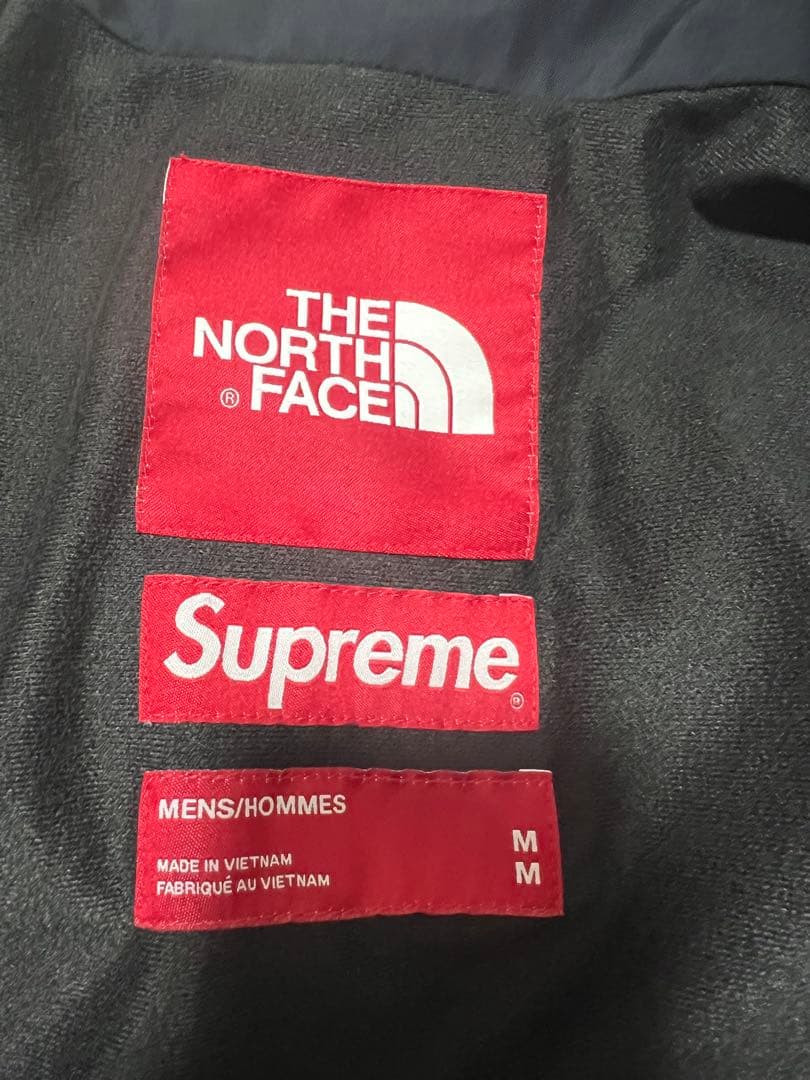 THE
NORTH
® FACE
Supreme
®
MENS/HOMMES
M
MADE IN VIETNAM
FABRIQUÉ AU VIETNAM
M